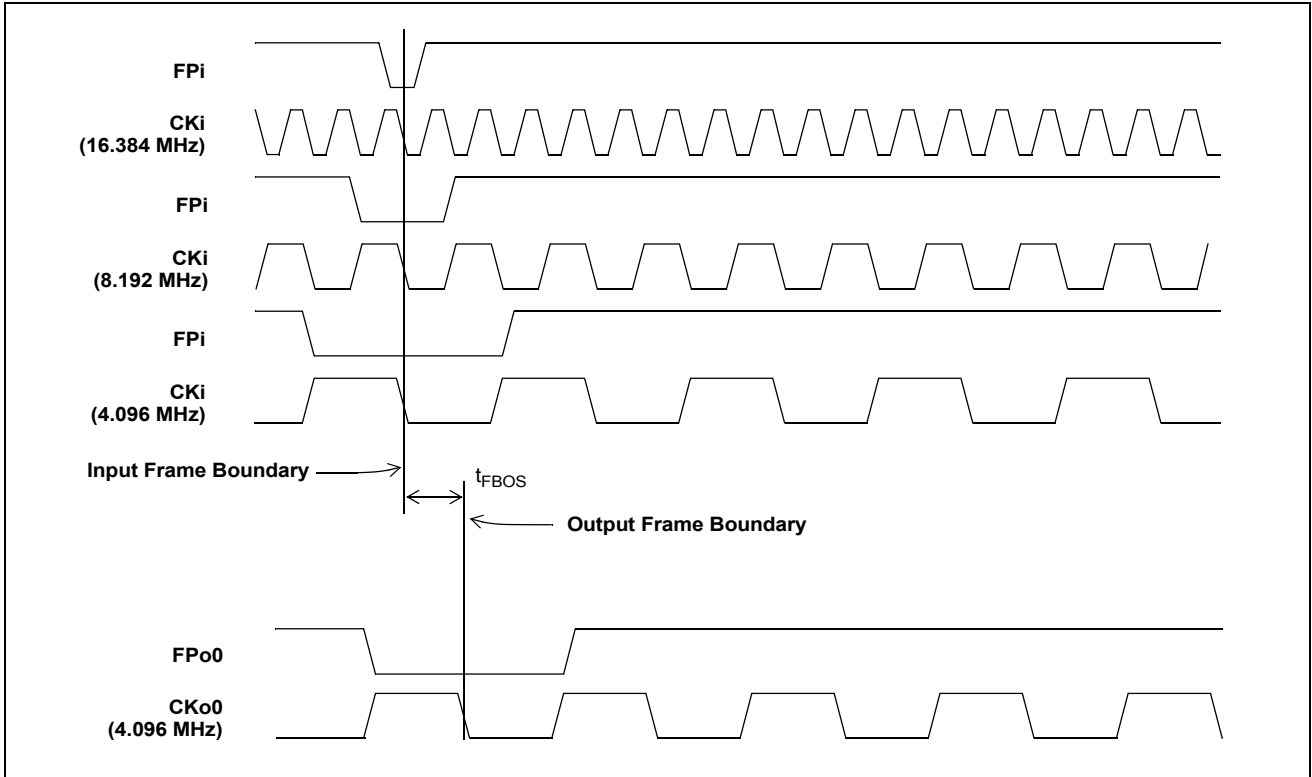 FPi
CKi
(16.384 MHz)
FPi
CKi
(8.192 MHz)
FPi
CKi
(4.096 MHz)
Input Frame Boundary
tFBOS
Output Frame Boundary
FPo0
CKo0
(4.096 MHz)